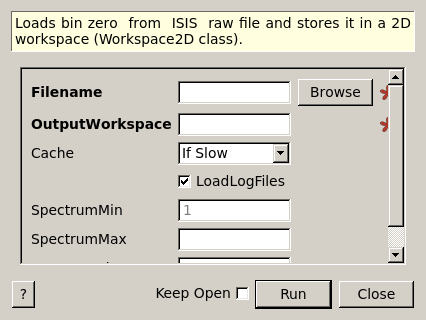 Loads bin zero  from  ISIS  raw file and stores it in a 2D
workspace (Workspace2D class).
Filename
Browse
OutputWorkspace
Cache
If Slow
LoadLogFiles
SpectrumMin
1
SpectrumMax
?
Keep Open
Run
Close